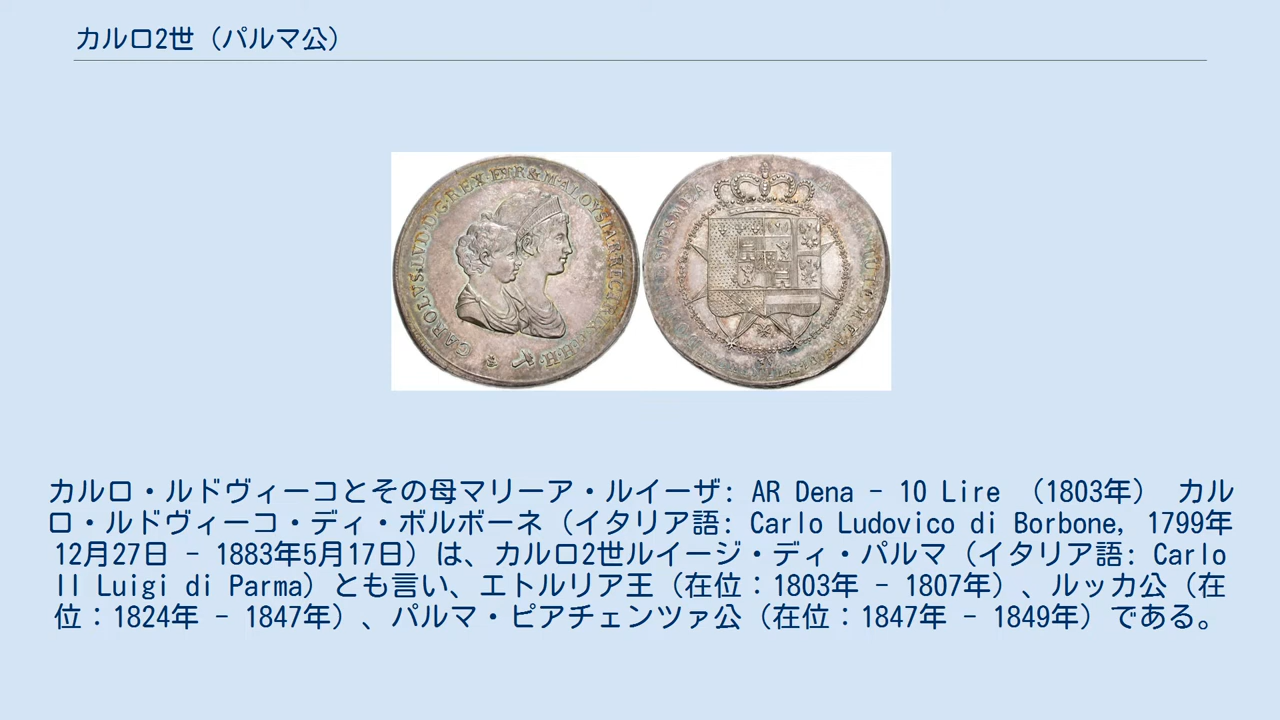 カルロ2世（パルマ公）
CAROLVS·LVD·D·G·REX·ETR&M·ALOYSIA·R·REGATRIX·I·I·H·H·
カルロ・ルドヴィーコとその母マリーア・ルイーザ: AR Dena - 10 Lire （1803年） カル
ロ・ルドヴィーコ・ディ・ボルボーネ（イタリア語: Carlo Ludovico di Borbone, 1799年
12月27日 - 1883年5月17日）は、カルロ2世ルイージ・ディ・パルマ（イタリア語: Carlo
II Luigi di Parma）とも言い、エトルリア王（在位：1803年 - 1807年）、ルッカ公（在
位：1824年 - 1847年）、パルマ・ピアチェンツァ公（在位：1847年 - 1849年）である。